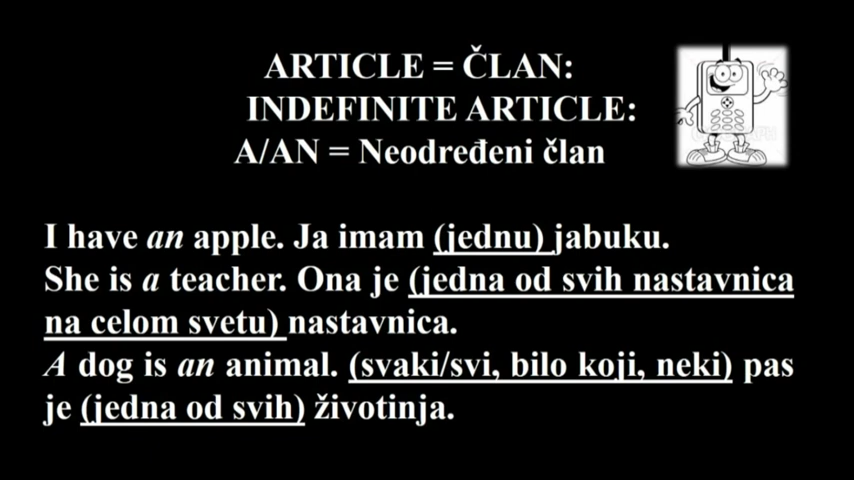 ARTICLE = ČLAN:
INDEFINITE ARTICLE:
A/AN = Neodređeni član
I have an apple. Ja imam (jednu) jabuku.
She is a teacher. Ona je (jedna od svih nastavnica
na celom svetu) nastavnica.
A dog is an animal. (svaki/svi, bilo koji, neki) pas
je (jedna od svih) životinja.